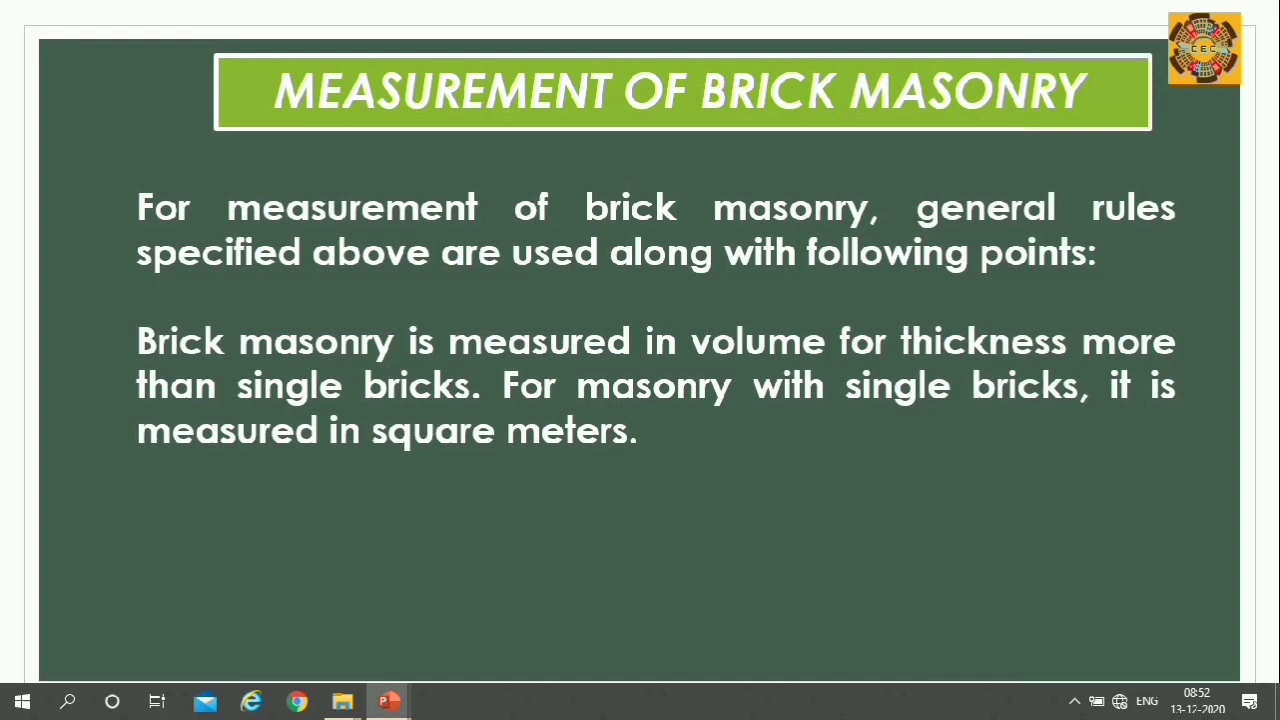 CEC
MEASUREMENT OF BRICK MASONRY
For measurement of brick masonry, general rules
specified above are used along with following points:
Brick masonry is measured in volume for thickness more
than single bricks. For masonry with single bricks, it is
measured in square meters.
ENG
08:52
13-12-2020